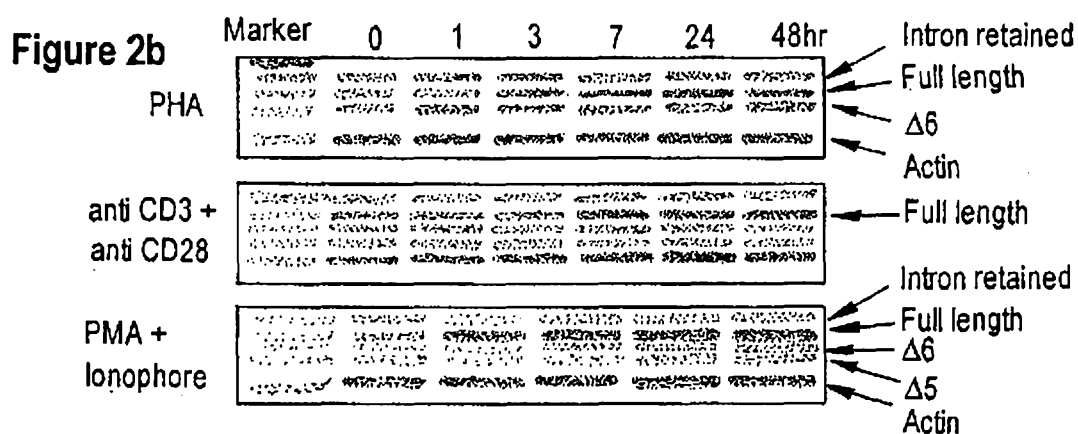 Figure 2b
Marker 0 1 3 7 24 48hr
PHA
Intron retained
Full length
Δ6
Actin
anti CD3 +
anti CD28
Full length
PMA +
Ionophore
Intron retained
Full length
Δ6
Δ5
Actin